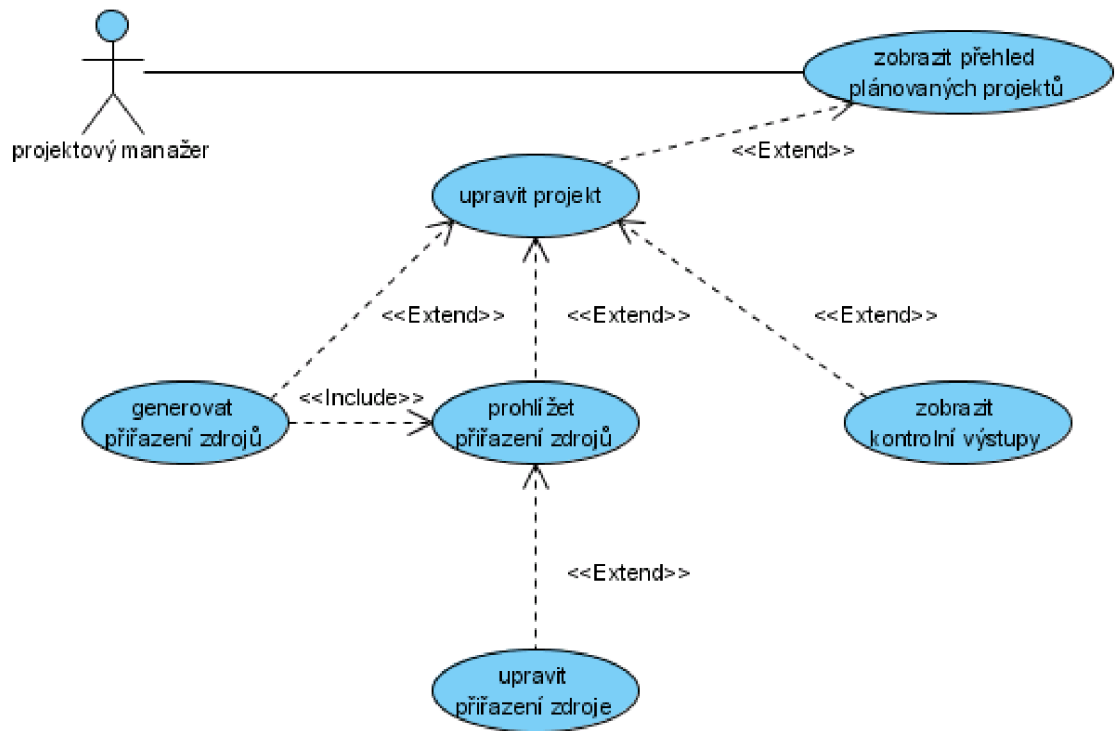 zobrazit přehled
plánovaných projektů
projektový manažer
<<Extend>>
upravit projekt
<<Extend>>
<<Extend>>
<<Extend>>
generovat
přiřazení zdrojů
<<Include>>
prohlížet
přiřazení zdrojů
zobrazit
kontrolní výstupy
<<Extend>>
upravit
přiřazení zdroje